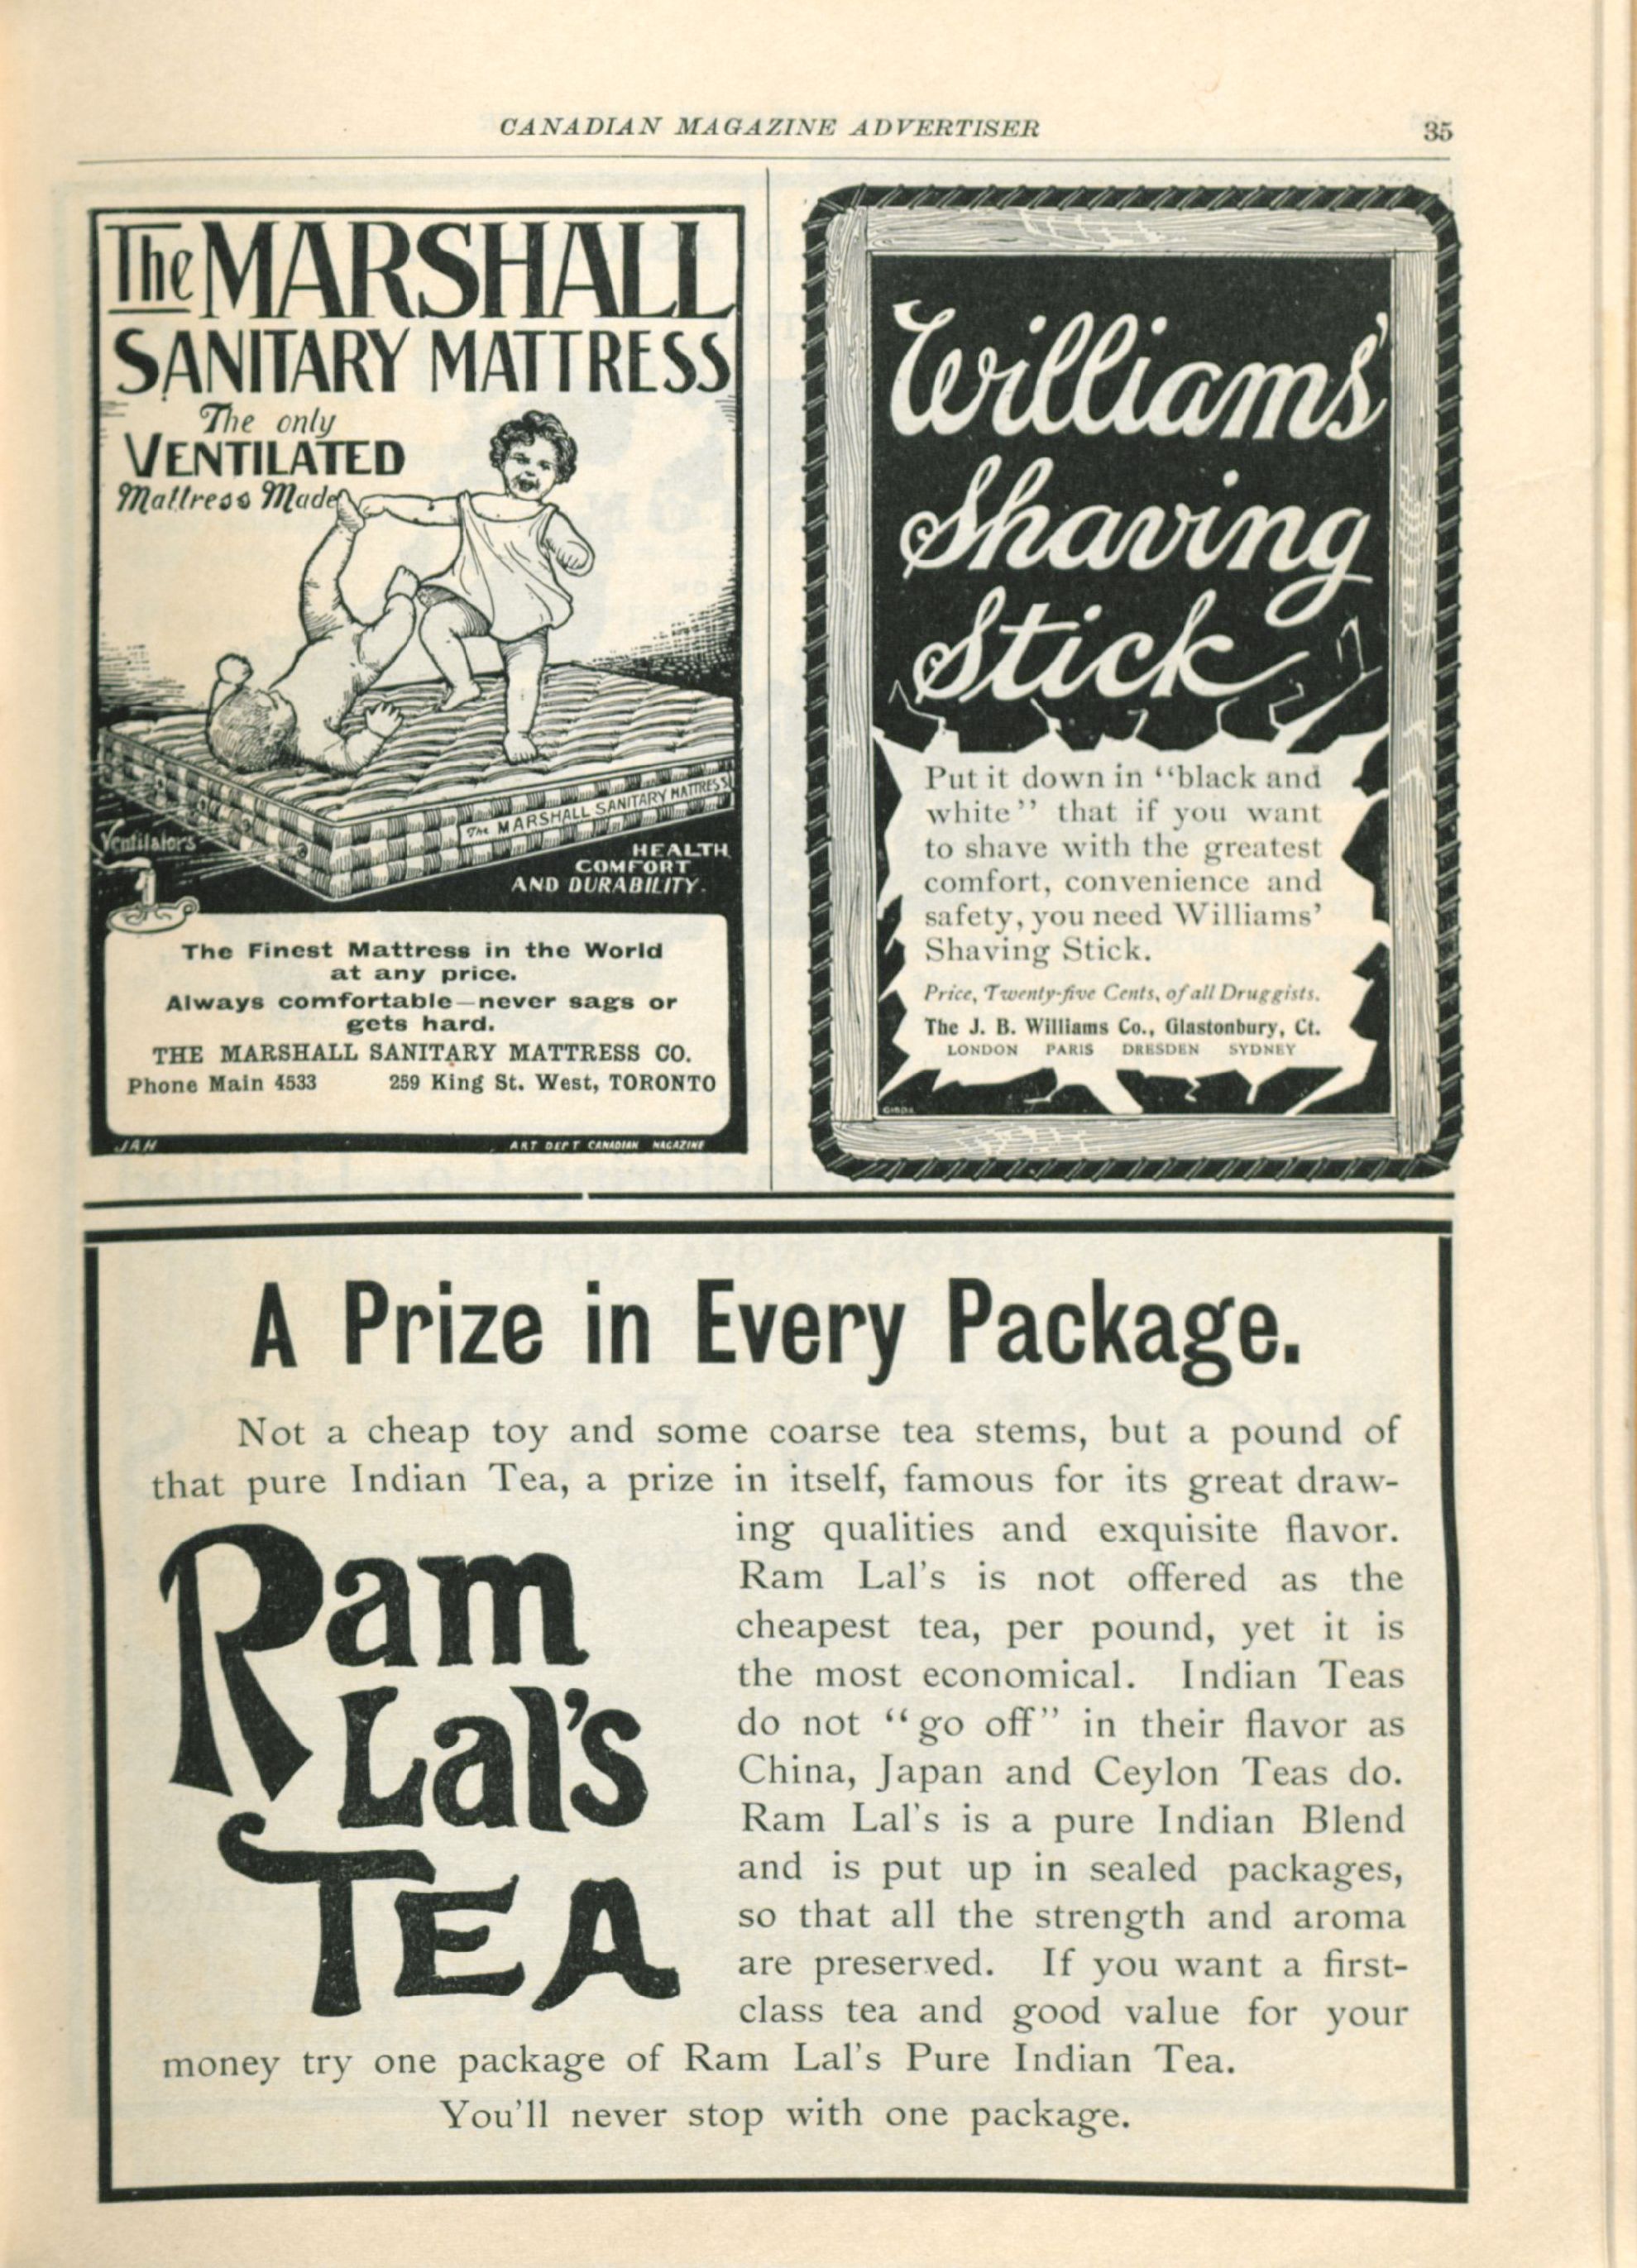 CANADIAN MAGAZINE ADVERTISER
35
The MARSHALL
SANITARY MATTRESS
The only
VENTILATED
Mattress Made
The MARSHALL SANITARY MATTRESS
Ventilators
HEALTH
COMFORT
AND DURABILITY.
The Finest Mattress in the World
at any price.
Always comfortable—never sags or
gets hard.
THE MARSHALL SANITARY MATTRESS CO.
Phone Main 4533 259 King St. West, TORONTO
JAH
ART DEPT CANADIAN MAGAZINE
Williams'
Shaving
Stick
Put it down in "black and
white" that if you want
to shave with the greatest
comfort, convenience and
safety, you need Williams'
Shaving Stick.
Price, Twenty-five Cents, of all Druggists.
The J. B. Williams Co., Glastonbury, Ct.
LONDON PARIS DRESDEN SYDNEY
A Prize in Every Package.
Not a cheap toy and some coarse tea stems, but a pound of
that pure Indian Tea, a prize in itself, famous for its great draw-
ing qualities and exquisite flavor.
Ram Lal's is not offered as the
cheapest tea, per pound, yet it is
the most economical. Indian Teas
do not "go off" in their flavor as
China, Japan and Ceylon Teas do.
Ram Lal's is a pure Indian Blend
and is put up in sealed packages,
so that all the strength and aroma
are preserved. If you want a first-
class tea and good value for your
money try one package of Ram Lal's Pure Indian Tea.
You'll never stop with one package.
Ram
Lal's
TEA